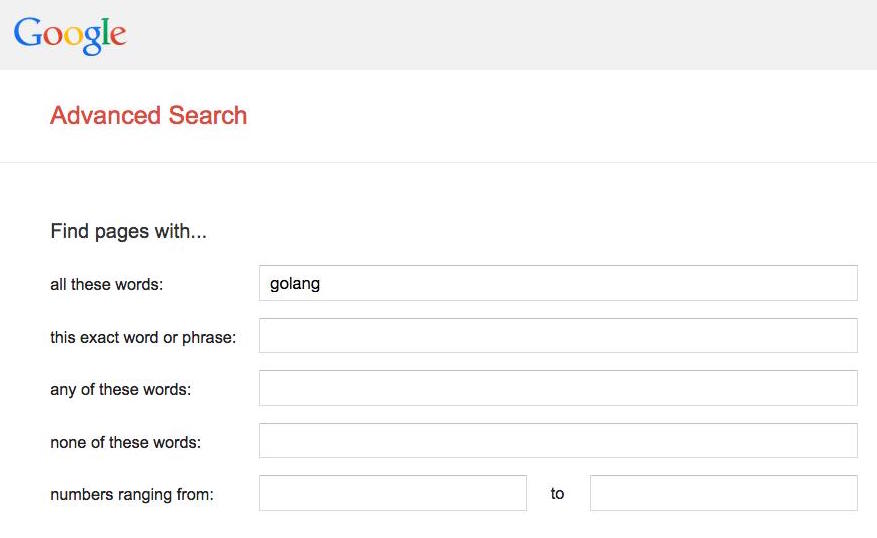 Google
Advanced Search
Find pages with...
all these words: golang
this exact word or phrase:
any of these words:
none of these words:
numbers ranging from: to